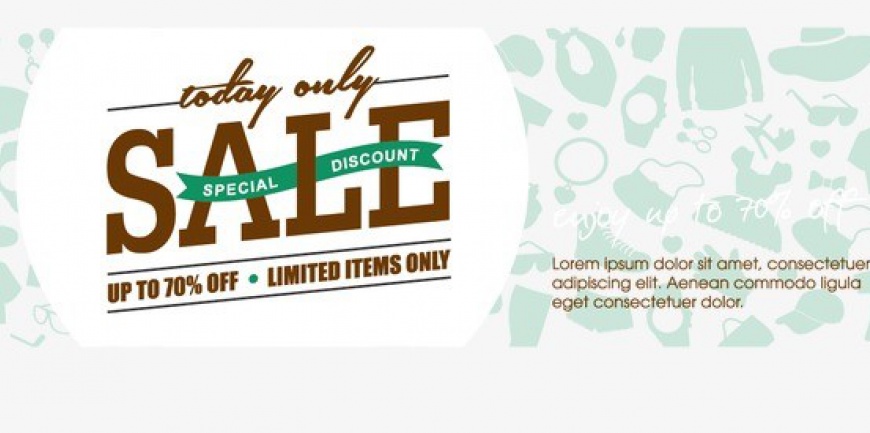 today only
SALE
SPECIAL DISCOUNT
UP TO 70% OFF • LIMITED ITEMS ONLY
enjoy up to 70% off
Lorem ipsum dolor sit amet, consectetuer
adipiscing elit. Aenean commodo ligula
eget consectetuer dolor.